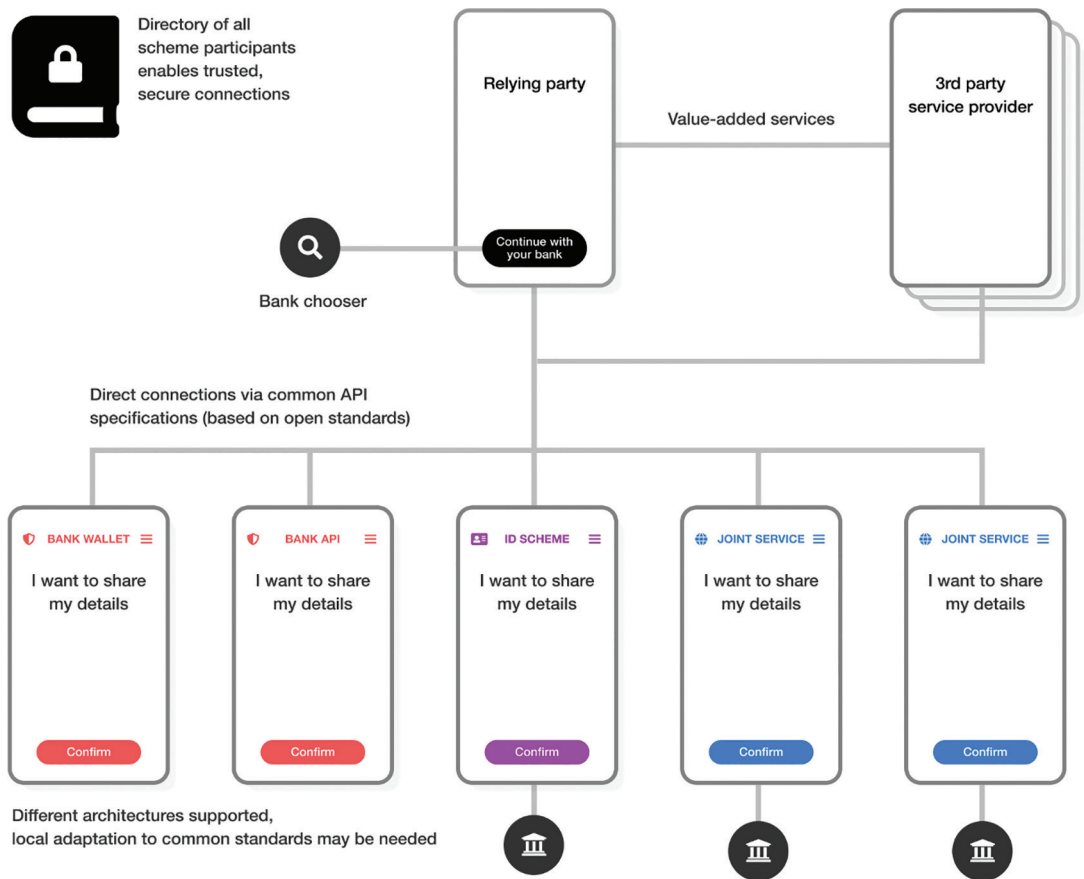 Directory of all
scheme participants
enables trusted,
secure connections
Relying party
Value-added services
3rd party
service provider
Continue with
your bank
Bank chooser
Direct connections via common API
specifications (based on open standards)
BANK WALLET
I want to share
my details
Confirm
BANK API
I want to share
my details
Confirm
ID SCHEME
I want to share
my details
Confirm
JOINT SERVICE
I want to share
my details
Confirm
JOINT SERVICE
I want to share
my details
Confirm
Different architectures supported,
local adaptation to common standards may be needed